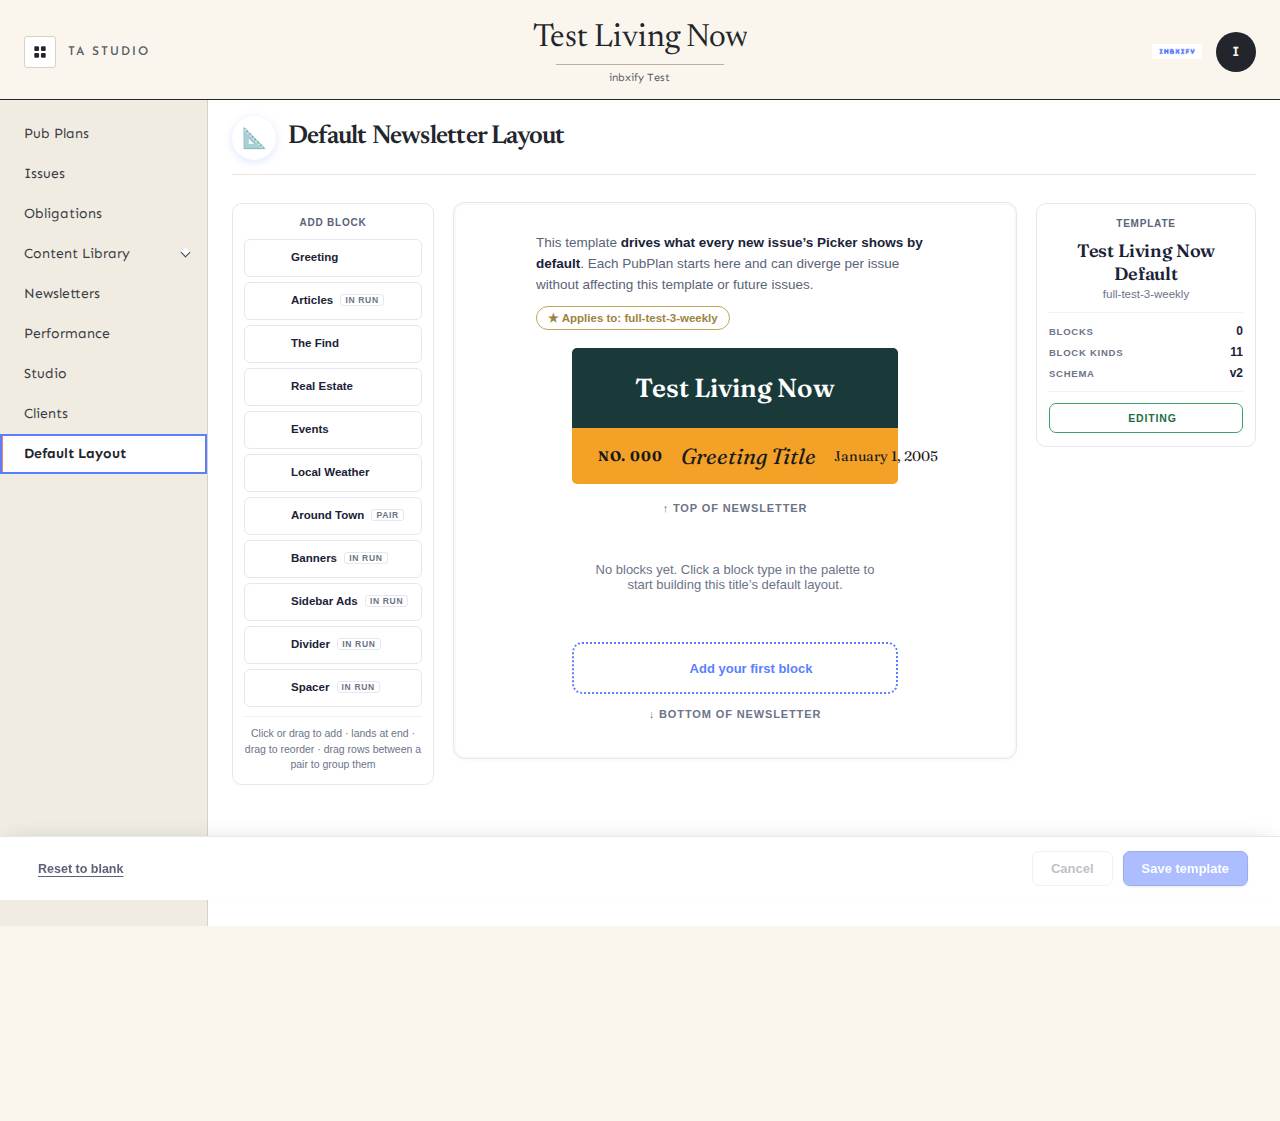 TA STUDIO
Test Living Now
inbxify Test
INBXIFY
I
Pub Plans
Issues
Obligations
Content Library
Newsletters
Performance
Studio
Clients
Default Layout
Default Newsletter Layout
ADD BLOCK
Greeting
Articles IN RUN
The Find
Real Estate
Events
Local Weather
Around Town PAIR
Banners IN RUN
Sidebar Ads IN RUN
Divider IN RUN
Spacer IN RUN
Click or drag to add · lands at end ·
drag to reorder · drag rows between a
pair to group them
This template drives what every new issue's Picker shows by
default. Each PubPlan starts here and can diverge per issue
without affecting this template or future issues.
★ Applies to: full-test-3-weekly
Test Living Now
NO. 000 Greeting Title January 1, 2005
↑ TOP OF NEWSLETTER
No blocks yet. Click a block type in the palette to
start building this title's default layout.
Add your first block
↓ BOTTOM OF NEWSLETTER
TEMPLATE
Test Living Now
Default
full-test-3-weekly
BLOCKS 0
BLOCK KINDS 11
SCHEMA v2
EDITING
Reset to blank
Cancel
Save template